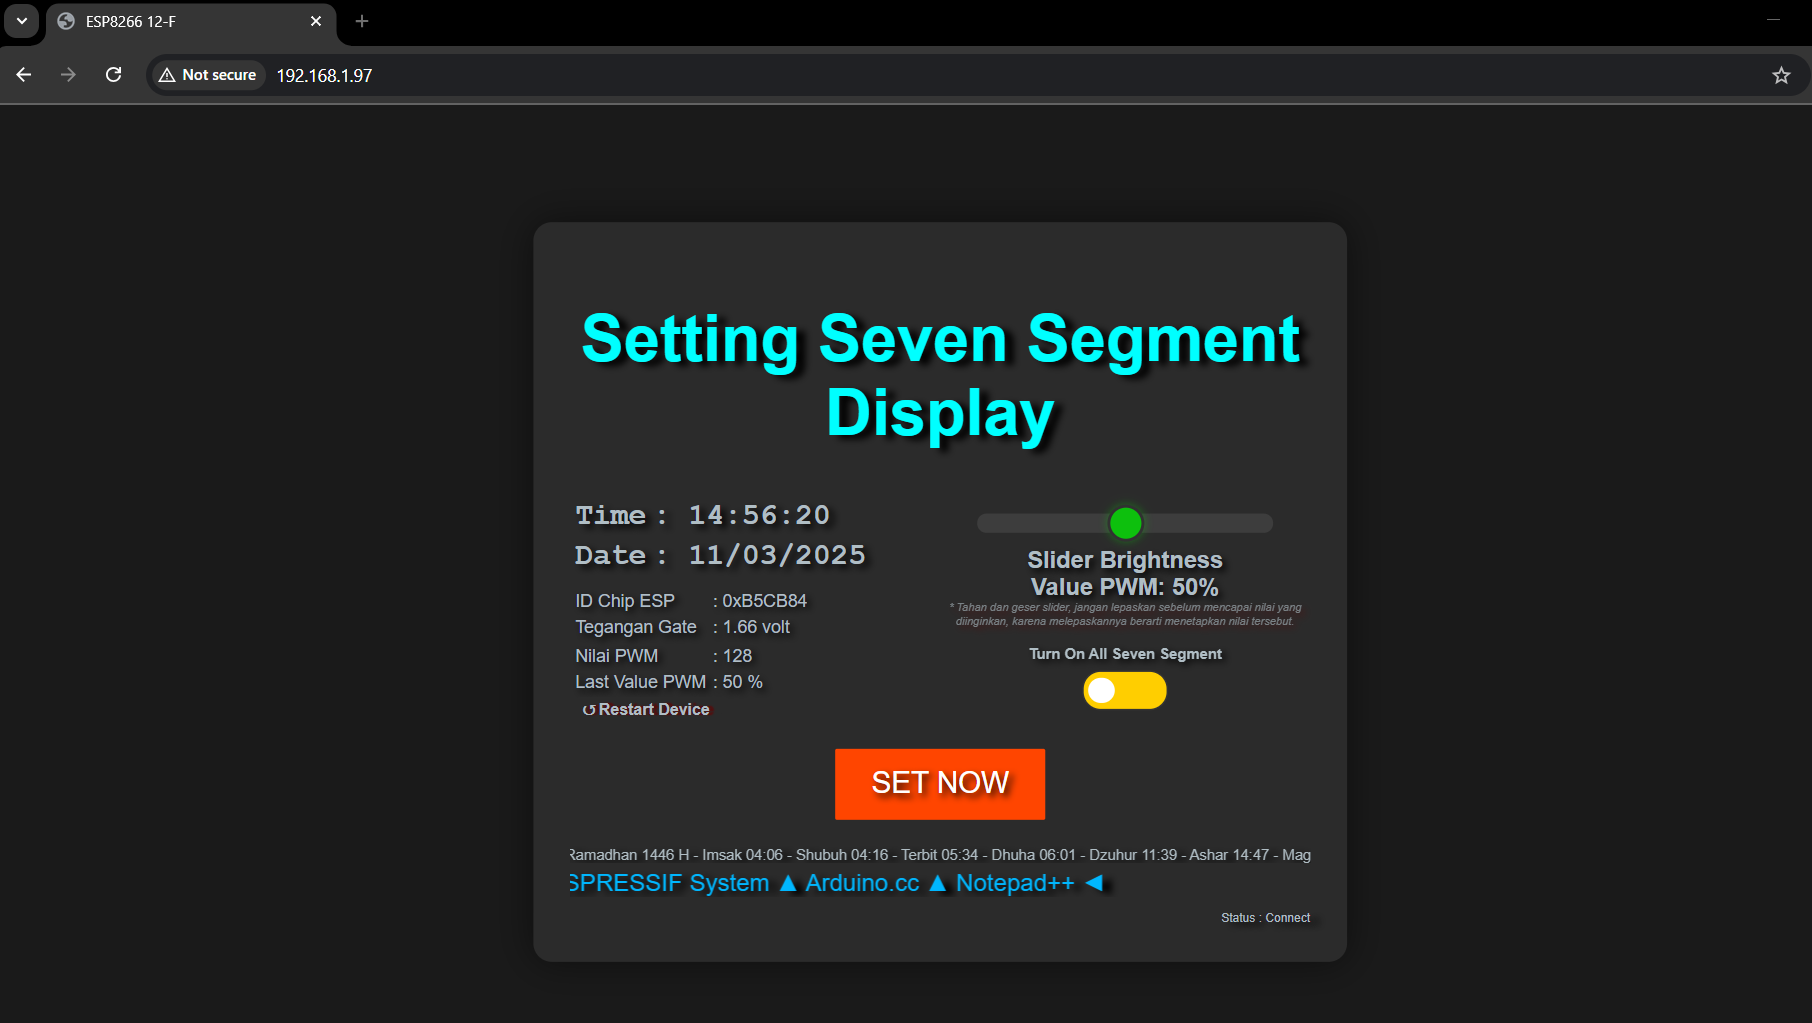 ESP8266 12-F
Not secure 192.168.1.97
Setting Seven Segment
Display
Time : 14:56:20
Date : 11/03/2025
ID Chip ESP : 0xB5CB84
Tegangan Gate : 1.66 volt
Nilai PWM : 128
Last Value PWM : 50 %
↺ Restart Device
Slider Brightness
Value PWM: 50%
* Tahan dan geser slider, jangan lepaskan sebelum mencapai nilai yang
diinginkan, karena melepaskannya berarti menetapkan nilai tersebut.
Turn On All Seven Segment
SET NOW
Ramadhan 1446 H - Imsak 04:06 - Shubuh 04:16 - Terbit 05:34 - Dhuha 06:01 - Dzuhur 11:39 - Ashar 14:47 - Mag
SPRESSIF System ▲ Arduino.cc ▲ Notepad++ ◄
Status : Connect